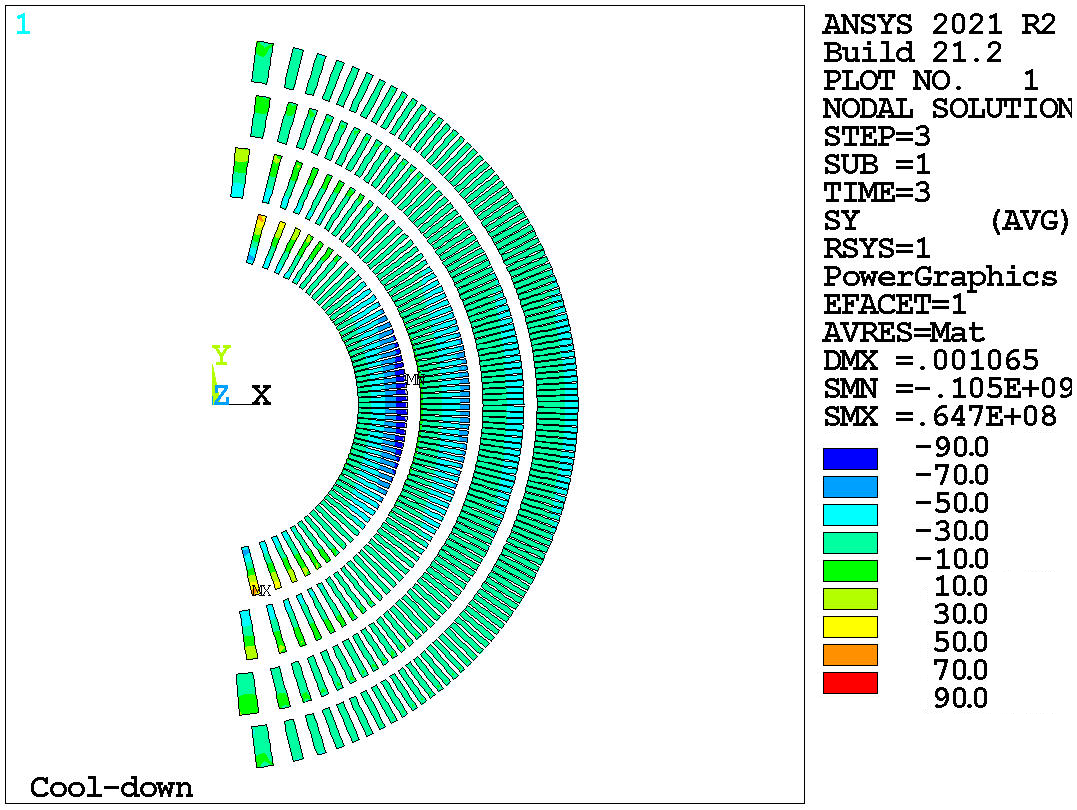 1
ANSYS 2021 R2
Build 21.2
PLOT NO. 1
NODAL SOLUTION
STEP=3
SUB =1
TIME=3
SY (AVG)
RSYS=1
PowerGraphics
EFACET=1
AVRES=Mat
DMX =.001065
SMN =-.105E+09
SMX =.647E+08
-90.0
-70.0
-50.0
-30.0
-10.0
10.0
30.0
50.0
70.0
90.0
MN
Y
Z X
MX
Cool-down